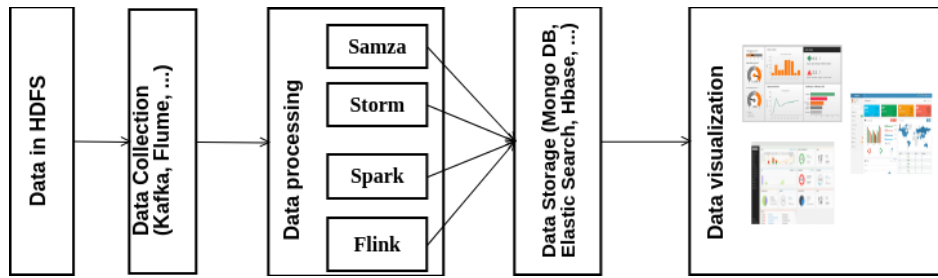 Data in HDFS
Data Collection
(Kafka, Flume, ...)
Data processing
Samza
Storm
Spark
Flink
Data Storage (Mongo DB,
Elastic Search, Hbase, ...)
Data visualization